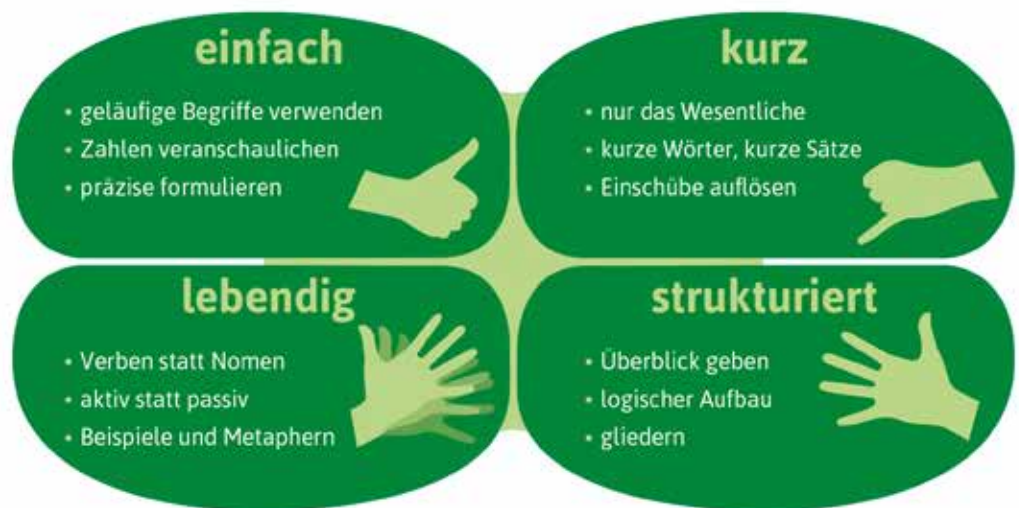 einfach
• geläufige Begriffe verwenden
• Zahlen veranschaulichen
• präzise formulieren
kurz
• nur das Wesentliche
• kurze Wörter, kurze Sätze
• Einschübe auflösen
lebendig
• Verben statt Nomen
• aktiv statt passiv
• Beispiele und Metaphern
strukturiert
• Überblick geben
• logischer Aufbau
• gliedern